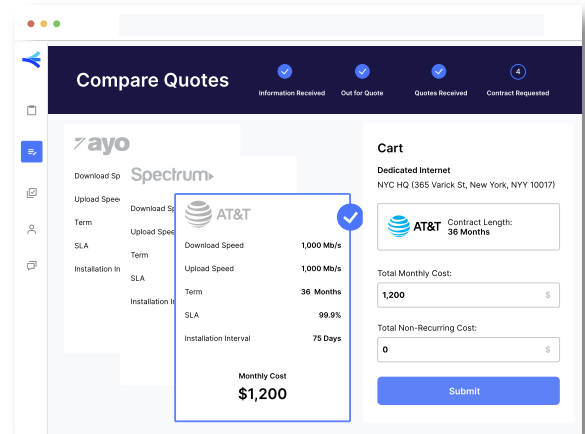 Compare Quotes
Information Received
Out for Quote
Quotes Received
4
Contract Requested
ayo
Download Sp
Upload Spee
Term
SLA
Installation In
Spectrum
Download Sp
Upload Spee
Term
SLA
Installation I
AT&T
Download Speed 1,000 Mb/s
Upload Speed 1,000 Mb/s
Term 36 Months
SLA 99.9%
Installation Interval 75 Days
Monthly Cost
$1,200
Cart
Dedicated Internet
NYC HQ (365 Varick St, New York, NYY 10017)
AT&T
Contract Length:
36 Months
Total Monthly Cost:
1,200 $
Total Non-Recurring Cost:
0 $
Submit